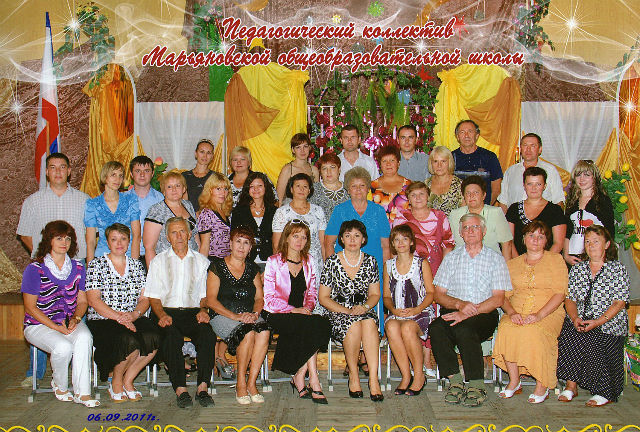 Педагогический коллектив
Марьяновской общеобразовательной школы
06.09.2011г.